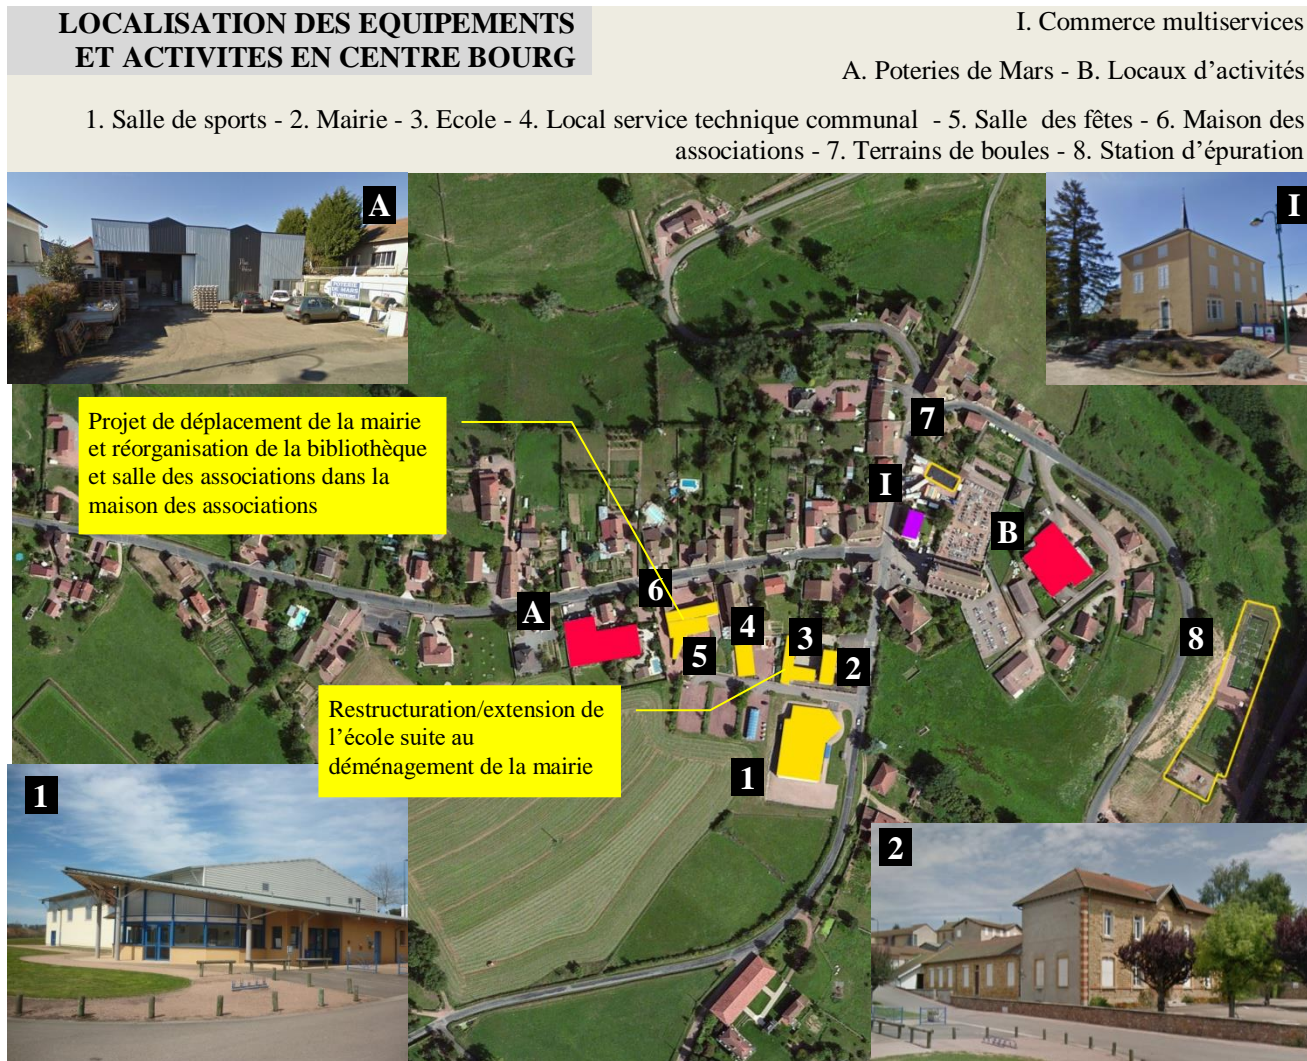 LOCALISATION DES EQUIPEMENTS
ET ACTIVITES EN CENTRE BOURG
I. Commerce multiservices
A. Poteries de Mars - B. Locaux d’activités
1. Salle de sports - 2. Mairie - 3. Ecole - 4. Local service technique communal - 5. Salle des fêtes - 6. Maison des
associations - 7. Terrains de boules - 8. Station d’épuration
A
I
POTERIE
DE MARS
Projet de déplacement de la mairie
et réorganisation de la bibliothèque
et salle des associations dans la
maison des associations
7
I
B
6
A
4
3
8
5
2
Restructuration/extension de
l’école suite au
déménagement de la mairie
1
1
2